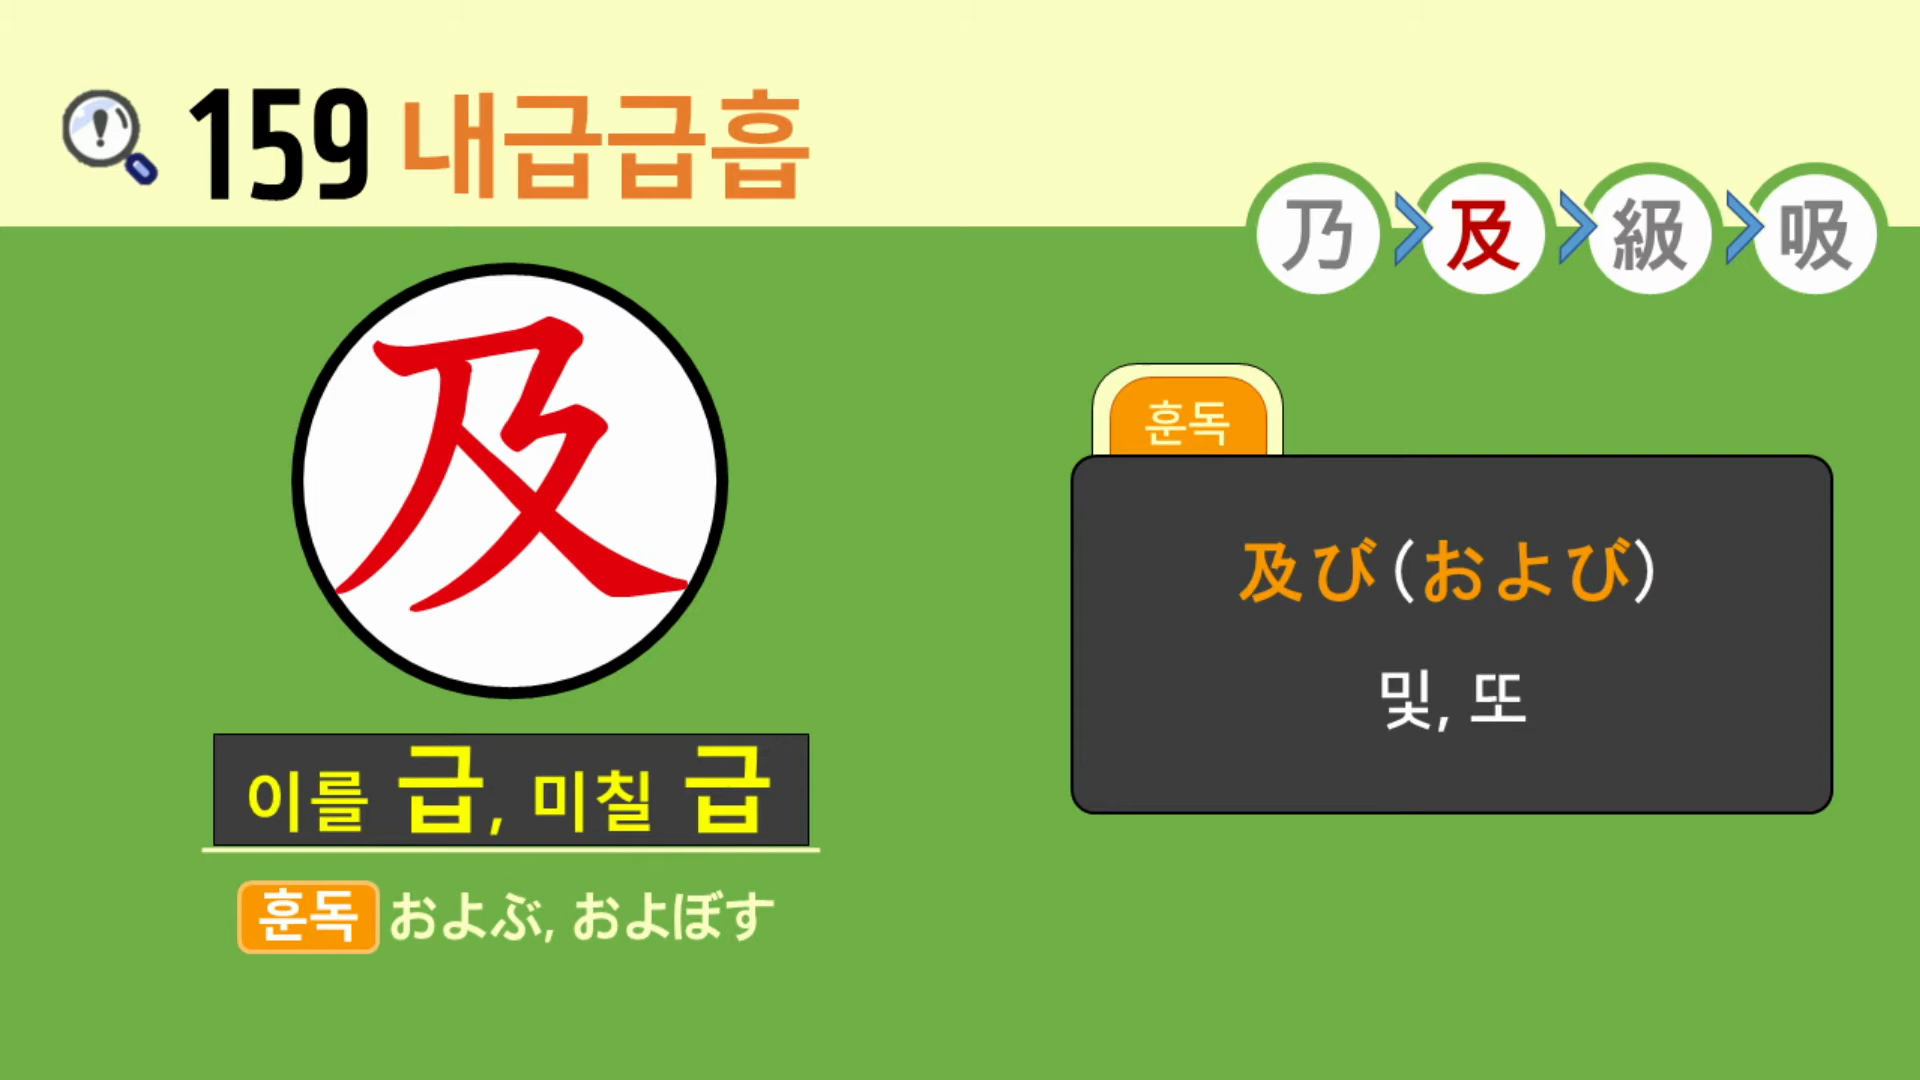 159 내급급흡
乃 及 級 吸
及
이를 급, 미칠 급
훈독 およぶ, およぼす
훈독
及び(および)
및, 또